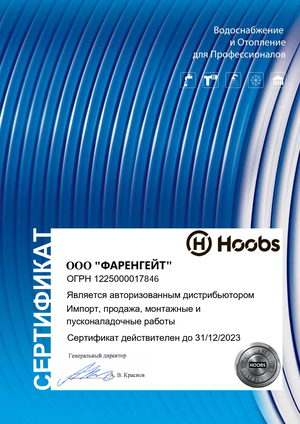 Водоснабжение
и Отопление
для Профессионалов
СЕРТИФИКАТ
Hoobs
ООО "ФАРЕНГЕЙТ"
ОГРН 1225000017846
Является авторизованным дистрибьютором
Импорт, продажа, монтажные и
пусконаладочные работы
Сертификат действителен до 31/12/2023
Генеральный директор
В. Краснов
HOOBS